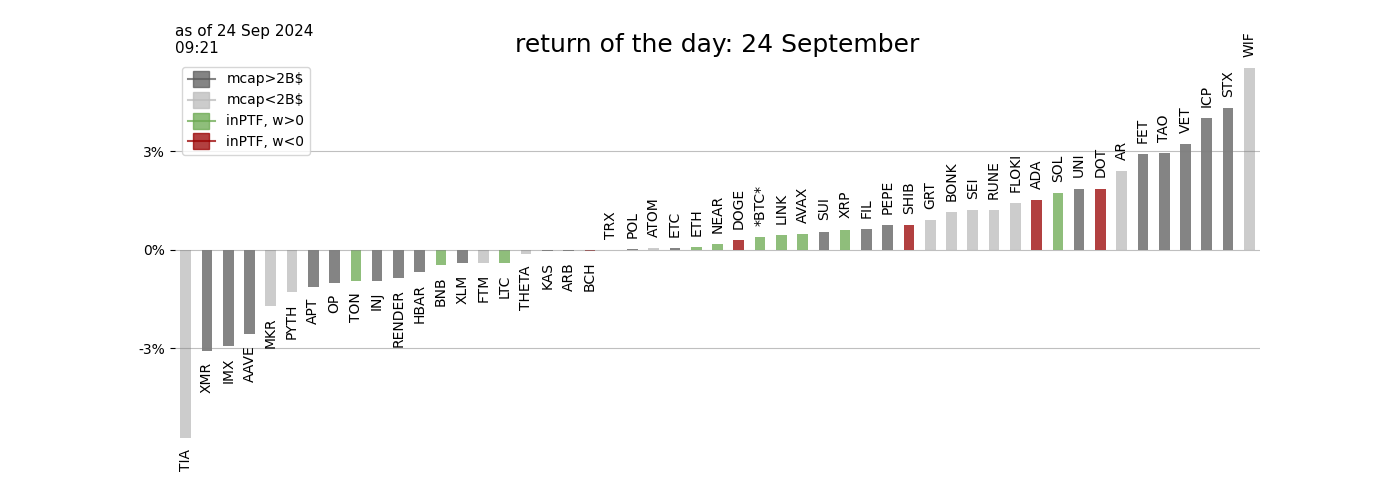 as of 24 Sep 2024
09:21
return of the day: 24 September
mcap>2B$
mcap<2B$
inPTF, w>0
inPTF, w<0
3%
0%
-3%
TIA
XMR
IMX
AAVE
MKR
PYTH
APT
OP
TON
INJ
RENDER
HBAR
BNB
XLM
FTM
LTC
THETA
KAS
ARB
BCH
TRX
POL
ATOM
ETC
ETH
NEAR
DOGE
*BTC*
LINK
AVAX
SUI
XRP
FIL
PEPE
SHIB
GRT
BONK
SEI
RUNE
FLOKI
ADA
SOL
UNI
DOT
AR
FET
TAO
VET
ICP
STX
WIF